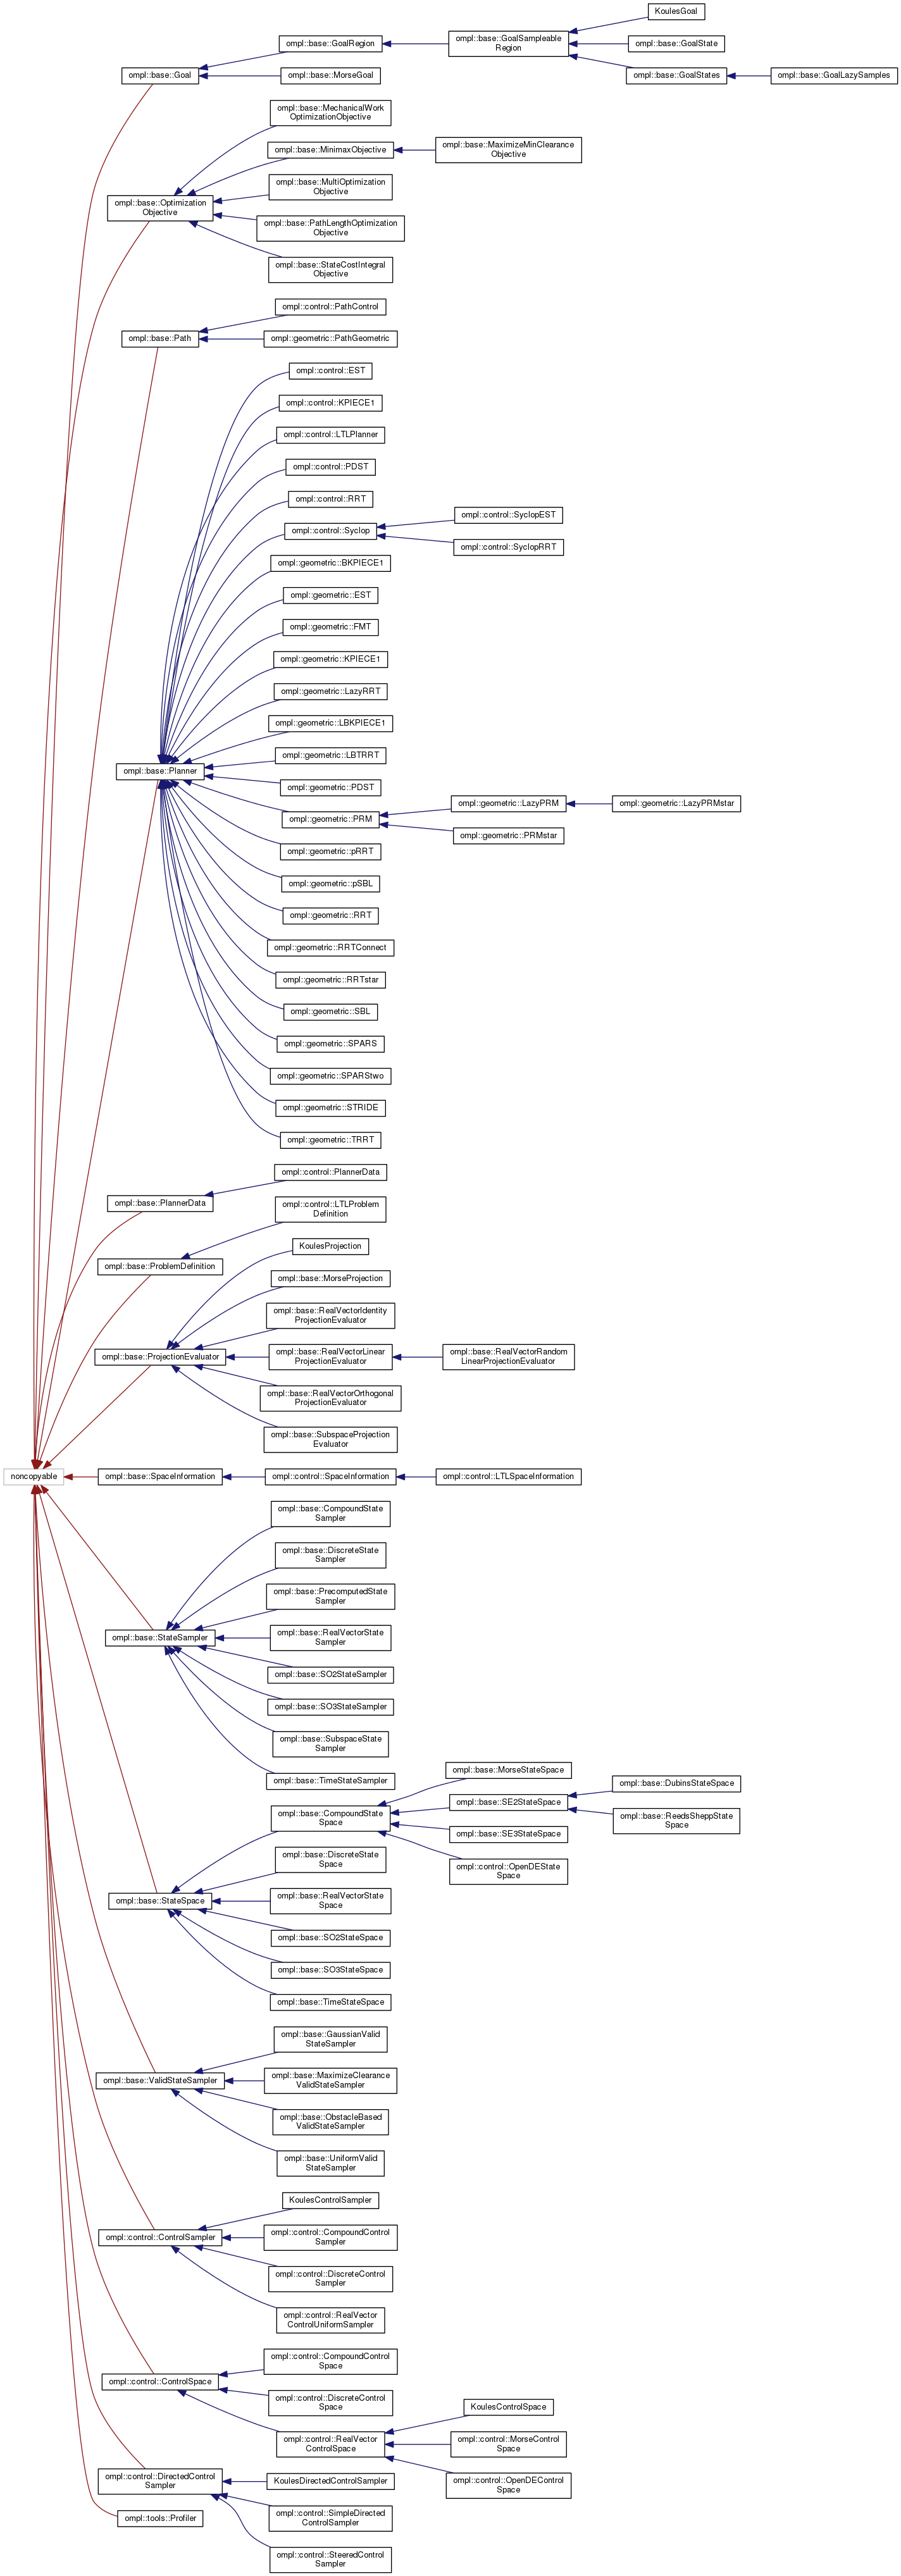 KoulesGoal
ompl::base::GoalRegion
ompl::base::GoalSampleable
Region
ompl::base::GoalState
ompl::base::Goal
ompl::base::MorseGoal
ompl::base::GoalStates
ompl::base::GoalLazySamples
ompl::base::MechanicalWork
OptimizationObjective
ompl::base::MinimaxObjective
ompl::base::MaximizeMinClearance
Objective
ompl::base::MultiOptimization
Objective
ompl::base::Optimization
Objective
ompl::base::PathLengthOptimization
Objective
ompl::base::StateCostIntegral
Objective
ompl::control::PathControl
ompl::base::Path
ompl::geometric::PathGeometric
ompl::control::EST
ompl::control::KPIECE1
ompl::control::LTLPlanner
ompl::control::PDST
ompl::control::RRT
ompl::control::Syclop
ompl::control::SyclopEST
ompl::control::SyclopRRT
ompl::geometric::BKPIECE1
ompl::geometric::EST
ompl::geometric::FMT
ompl::geometric::KPIECE1
ompl::geometric::LazyRRT
ompl::geometric::LBKPIECE1
ompl::geometric::LBTRRT
ompl::base::Planner
ompl::geometric::PDST
ompl::geometric::PRM
ompl::geometric::LazyPRM
ompl::geometric::LazyPRMstar
ompl::geometric::PRMstar
ompl::geometric::pRRT
ompl::geometric::pSBL
ompl::geometric::RRT
ompl::geometric::RRTConnect
ompl::geometric::RRTstar
ompl::geometric::SBL
ompl::geometric::SPARS
ompl::geometric::SPARStwo
ompl::geometric::STRIDE
ompl::geometric::TRRT
ompl::control::PlannerData
ompl::base::PlannerData
ompl::control::LTLProblem
Definition
ompl::base::ProblemDefinition
KoulesProjection
ompl::base::MorseProjection
ompl::base::RealVectorIdentity
ProjectionEvaluator
ompl::base::ProjectionEvaluator
ompl::base::RealVectorLinear
ProjectionEvaluator
ompl::base::RealVectorRandom
LinearProjectionEvaluator
ompl::base::RealVectorOrthogonal
ProjectionEvaluator
ompl::base::SubspaceProjection
Evaluator
noncopyable
ompl::base::SpaceInformation
ompl::control::SpaceInformation
ompl::control::LTLSpaceInformation
ompl::base::CompoundState
Sampler
ompl::base::DiscreteState
Sampler
ompl::base::PrecomputedState
Sampler
ompl::base::StateSampler
ompl::base::RealVectorState
Sampler
ompl::base::SO2StateSampler
ompl::base::SO3StateSampler
ompl::base::SubspaceState
Sampler
ompl::base::TimeStateSampler
ompl::base::MorseStateSpace
ompl::base::CompoundState
Space
ompl::base::SE2StateSpace
ompl::base::DubinsStateSpace
ompl::base::ReedsSheppState
Space
ompl::base::SE3StateSpace
ompl::control::OpenDEState
Space
ompl::base::DiscreteState
Space
ompl::base::StateSpace
ompl::base::RealVectorState
Space
ompl::base::SO2StateSpace
ompl::base::SO3StateSpace
ompl::base::TimeStateSpace
ompl::base::GaussianValid
StateSampler
ompl::base::ValidStateSampler
ompl::base::MaximizeClearance
ValidStateSampler
ompl::base::ObstacleBased
ValidStateSampler
ompl::base::UniformValid
StateSampler
KoulesControlSampler
ompl::control::ControlSampler
ompl::control::CompoundControl
Sampler
ompl::control::DiscreteControl
Sampler
ompl::control::RealVector
ControlUniformSampler
ompl::control::CompoundControl
Space
ompl::control::ControlSpace
ompl::control::DiscreteControl
Space
KoulesControlSpace
ompl::control::RealVector
ControlSpace
ompl::control::MorseControl
Space
ompl::control::OpenDEControl
Space
ompl::control::DirectedControl
Sampler
KoulesDirectedControlSampler
ompl::tools::Profiler
ompl::control::SimpleDirected
ControlSampler
ompl::control::SteeredControl
Sampler